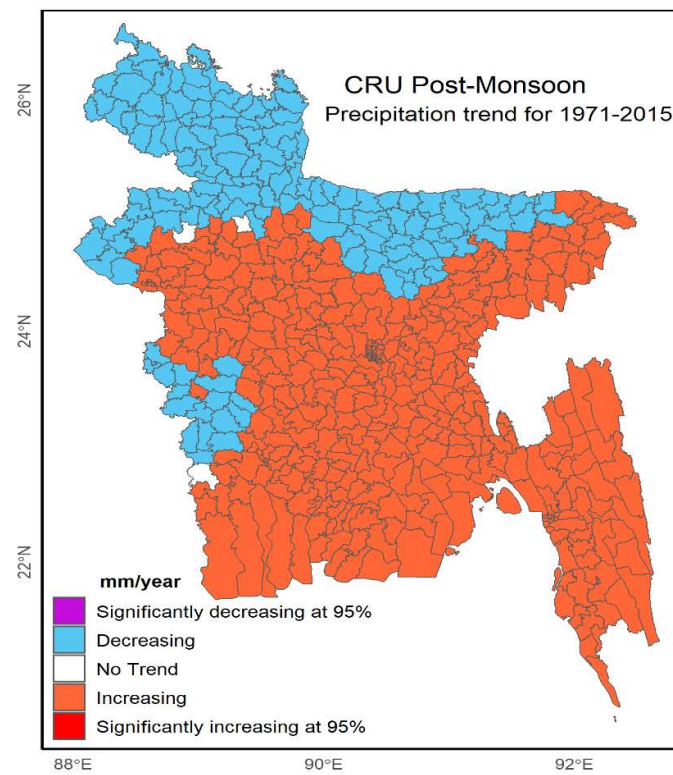 CRU Post-Monsoon
Precipitation trend for 1971-2015
26°N
24°N
22°N
mm/year
Significantly decreasing at 95%
Decreasing
No Trend
Increasing
Significantly increasing at 95%
88°E
90°E
92°E